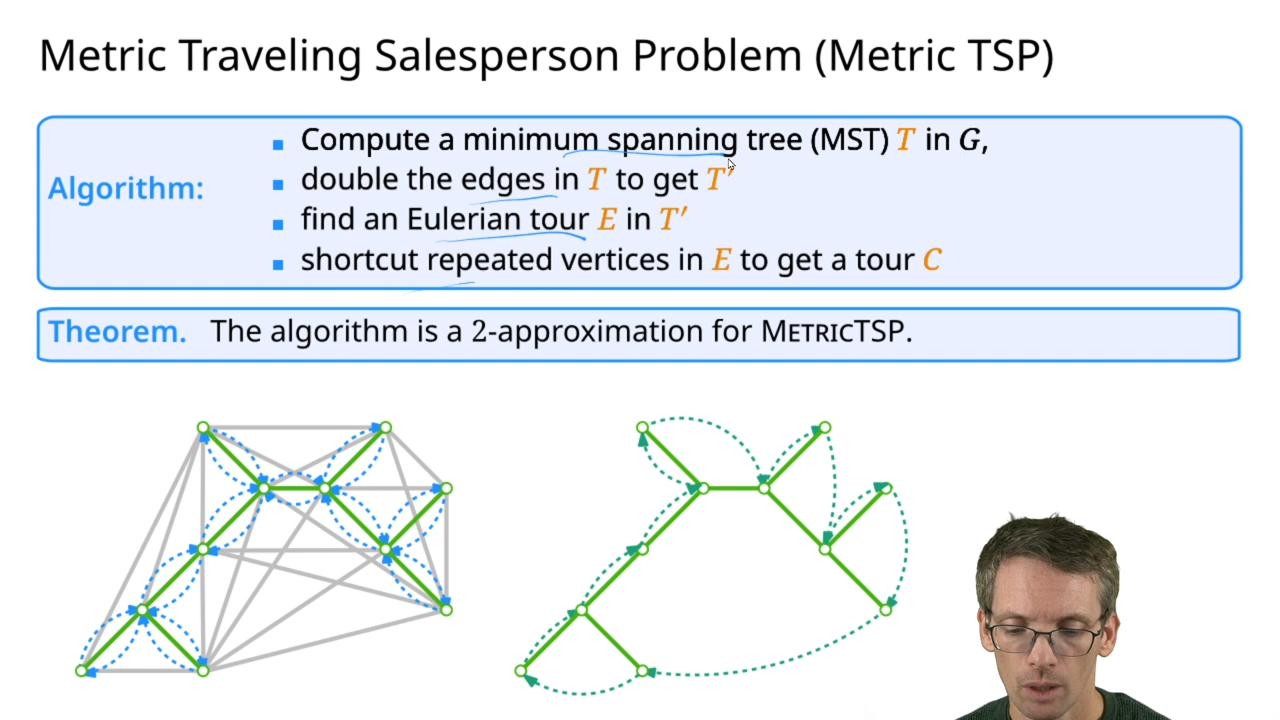 Metric Traveling Salesperson Problem (Metric TSP)
Algorithm:
▪ Compute a minimum spanning tree (MST) T in G,
▪ double the edges in T to get T′
▪ find an Eulerian tour E in T′
▪ shortcut repeated vertices in E to get a tour C
Theorem. The algorithm is a 2-approximation for METRICTSP.